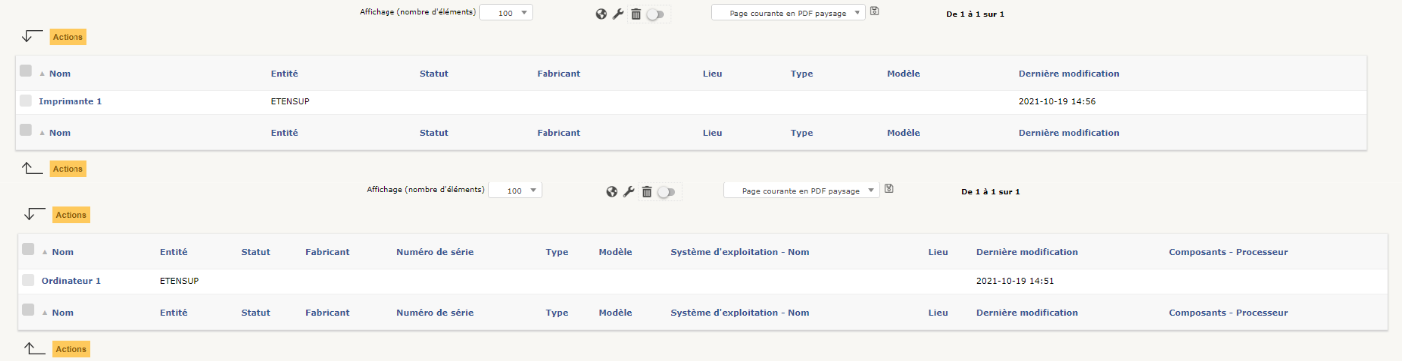 Affichage (nombre d'éléments) 100 Page courante en PDF paysage De 1 à 1 sur 1
Actions
Nom Entité Statut Fabricant Lieu Type Modèle Dernière modification
Imprimante 1 ETENSUP 2021-10-19 14:56
Nom Entité Statut Fabricant Lieu Type Modèle Dernière modification
Actions
Affichage (nombre d'éléments) 100 Page courante en PDF paysage De 1 à 1 sur 1
Actions
Nom Entité Statut Fabricant Numéro de série Type Modèle Système d'exploitation - Nom Lieu Dernière modification Composants - Processeur
Ordinateur 1 ETENSUP 2021-10-19 14:51
Nom Entité Statut Fabricant Numéro de série Type Modèle Système d'exploitation - Nom Lieu Dernière modification Composants - Processeur
Actions